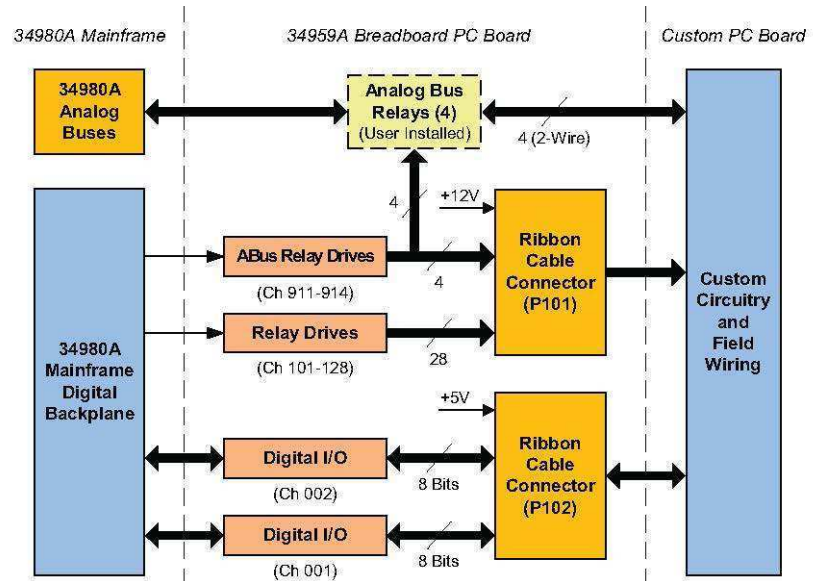 34980A Mainframe
34959A Breadboard PC Board
Custom PC Board
34980A
Analog
Buses
Analog Bus
Relays (4)
(User Installed)
4 (2-Wire)
4
+12V
ABus Relay Drives
(Ch 911-914)
4
Ribbon
Cable
Connector
(P101)
Relay Drives
(Ch 101-128)
28
34980A
Mainframe
Digital
Backplane
Custom
Circuitry
and
Field
Wiring
+5V
Digital I/O
(Ch 002)
8 Bits
Ribbon
Cable
Connector
(P102)
Digital I/O
(Ch 001)
8 Bits